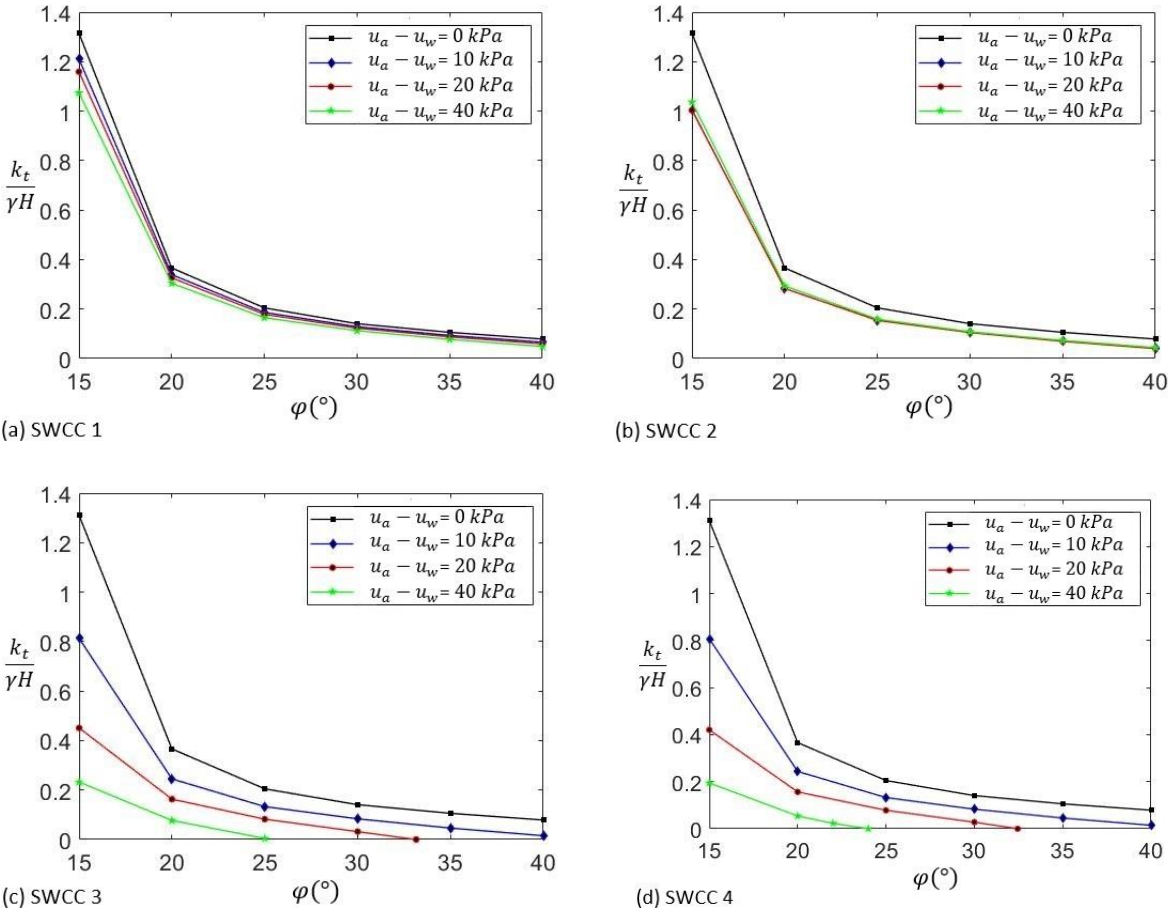 1.4
1.2
1
0.8
0.6
0.4
0.2
0
k_t
γH
u_a − u_w = 0 kPa
u_a − u_w = 10 kPa
u_a − u_w = 20 kPa
u_a − u_w = 40 kPa
15 20 25 30 35 40
φ(°)
(a) SWCC 1
1.4
1.2
1
0.8
0.6
0.4
0.2
0
k_t
γH
u_a − u_w = 0 kPa
u_a − u_w = 10 kPa
u_a − u_w = 20 kPa
u_a − u_w = 40 kPa
15 20 25 30 35 40
φ(°)
(b) SWCC 2
1.4
1.2
1
0.8
0.6
0.4
0.2
0
k_t
γH
u_a − u_w = 0 kPa
u_a − u_w = 10 kPa
u_a − u_w = 20 kPa
u_a − u_w = 40 kPa
15 20 25 30 35 40
φ(°)
(c) SWCC 3
1.4
1.2
1
0.8
0.6
0.4
0.2
0
k_t
γH
u_a − u_w = 0 kPa
u_a − u_w = 10 kPa
u_a − u_w = 20 kPa
u_a − u_w = 40 kPa
15 20 25 30 35 40
φ(°)
(d) SWCC 4